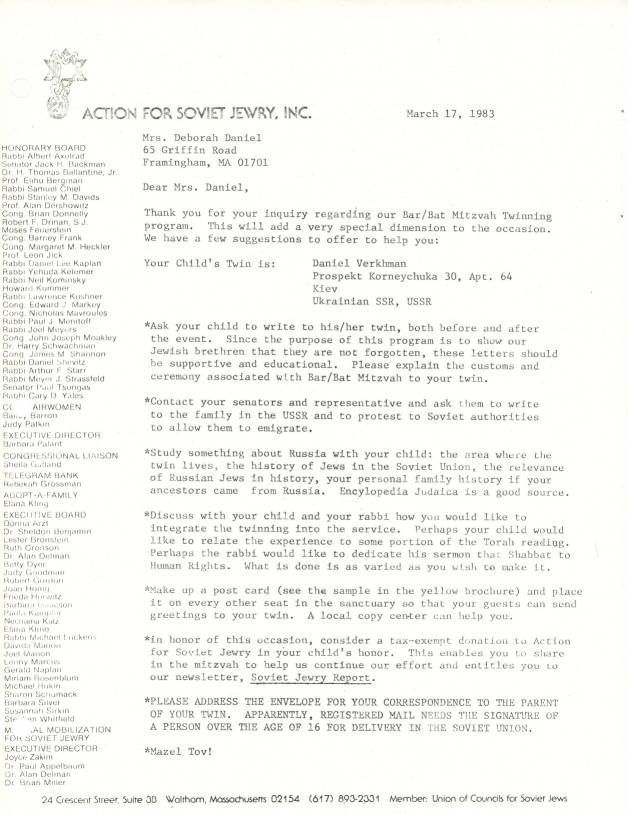 ACTION FOR SOVIET JEWRY, INC.
March 17, 1983
HONORARY BOARD
Rabbi Albert Axelrad
Senator Jack H. Backman
Dr. H. Thomas Ballantine, Jr.
Prof. Elihu Bergman
Rabbi Samuel Chiel
Rabbi Stanley M. Davids
Prof. Alan Dershowitz
Cong. Brian Donnelly
Robert F. Drinan, S.J.
Moses Feuerstein
Cong. Barney Frank
Cong. Margaret M. Heckler
Prof. Leon Jick
Rabbi Daniel Lee Kaplan
Rabbi Yehuda Kelemer
Rabbi Neil Kominsky
Howard Kummer
Rabbi Lawrence Kushner
Cong. Edward J. Markey
Cong. Nicholas Mavroules
Rabbi Paul J. Menitoff
Rabbi Joel Meyers
Cong. John Joseph Moakley
Dr. Harry Schwachman
Cong. James M. Shannon
Rabbi Daniel Shevitz
Rabbi Arthur F. Starr
Rabbi Meyer J. Strassfeld
Senator Paul Tsongas
Rabbi Cary D. Yales
AIRWOMEN
Barron
Judy Patkin
EXECUTIVE DIRECTOR
Barbara Palant
CONGRESSIONAL LIAISON
Sheila Galland
TELEGRAM BANK
Rebekah Grossman
ADOPT-A-FAMILY
Elana Kling
EXECUTIVE BOARD
Donna Arzt
Dr. Sheldon Benjamin
Lester Bronstein
Ruth Gronson
Dr. Alan Delman
Betty Dyer
Judy Goodman
Robert Gordon
Joan Honig
Frieda Horwitz
Barbara
Paula
Nechama Katz
Elana Kling
Rabbi Michael Luckens
Davida Manon
Joel Manon
Lenny Marcus
Gerald Naplan
Miriam Rosenblum
Michael Rukin
Sharon Schumack
Barbara Silver
Susannah Sirkin
Whitfield
AL MOBILIZATION
FOR SOVIET JEWRY
EXECUTIVE DIRECTOR
Joyce Zakim
Dr. Paul Appelbaum
Dr. Alan Delman
Dr. Brian Miller
Mrs. Deborah Daniel
65 Griffin Road
Framingham, MA 01701
Dear Mrs. Daniel,
Thank you for your inquiry regarding our Bar/Bat Mitzvah Twinning
program. This will add a very special dimension to the occasion.
We have a few suggestions to offer to help you:
Your Child's Twin is: Daniel Verkhman
Prospekt Korneychuka 30, Apt. 64
Kiev
Ukrainian SSR, USSR
*Ask your child to write to his/her twin, both before and after
the event. Since the purpose of this program is to show our
Jewish brethren that they are not forgotten, these letters should
be supportive and educational. Please explain the customs and
ceremony associated with Bar/Bat Mitzvah to your twin.
*Contact your senators and representative and ask them to write
to the family in the USSR and to protest to Soviet authorities
to allow them to emigrate.
*Study something about Russia with your child: the area where the
twin lives, the history of Jews in the Soviet Union, the relevance
of Russian Jews in history, your personal family history if your
ancestors came from Russia. Encylopedia Judaica is a good source.
*Discuss with your child and your rabbi how you would like to
integrate the twinning into the service. Perhaps your child would
like to relate the experience to some portion of the Torah reading.
Perhaps the rabbi would like to dedicate his sermon that Shabbat to
Human Rights. What is done is as varied as you wish to make it.
*Make up a post card (see the sample in the yellow brochure) and place
it on every other seat in the sanctuary so that your guests can send
greetings to your twin. A local copy center can help you.
*in honor of this occasion, consider a tax-exempt donation to Action
for Soviet Jewry in your child's honor. This enables you to share
in the mitzvah to help us continue our effort and entitles you to
our newsletter, Soviet Jewry Report.
*PLEASE ADDRESS THE ENVELOPE FOR YOUR CORRESPONDENCE TO THE PARENT
OF YOUR TWIN. APPARENTLY, REGISTERED MAIL NEEDS THE SIGNATURE OF
A PERSON OVER THE AGE OF 16 FOR DELIVERY IN THE SOVIET UNION.
*Mazel Tov!
24 Crescent Street, Suite 3B Waltham, Massachusetts 02154 (617) 893-2331 Member: Union of Councils for Soviet Jews